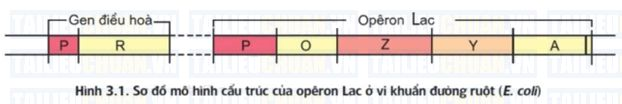 Gen điều hoà Opêron Lac
P R P O Z Y A
Hình 3.1. Sơ đồ mô hình cấu trúc của opêron Lac ở vi khuẩn đường ruột (E. coli)